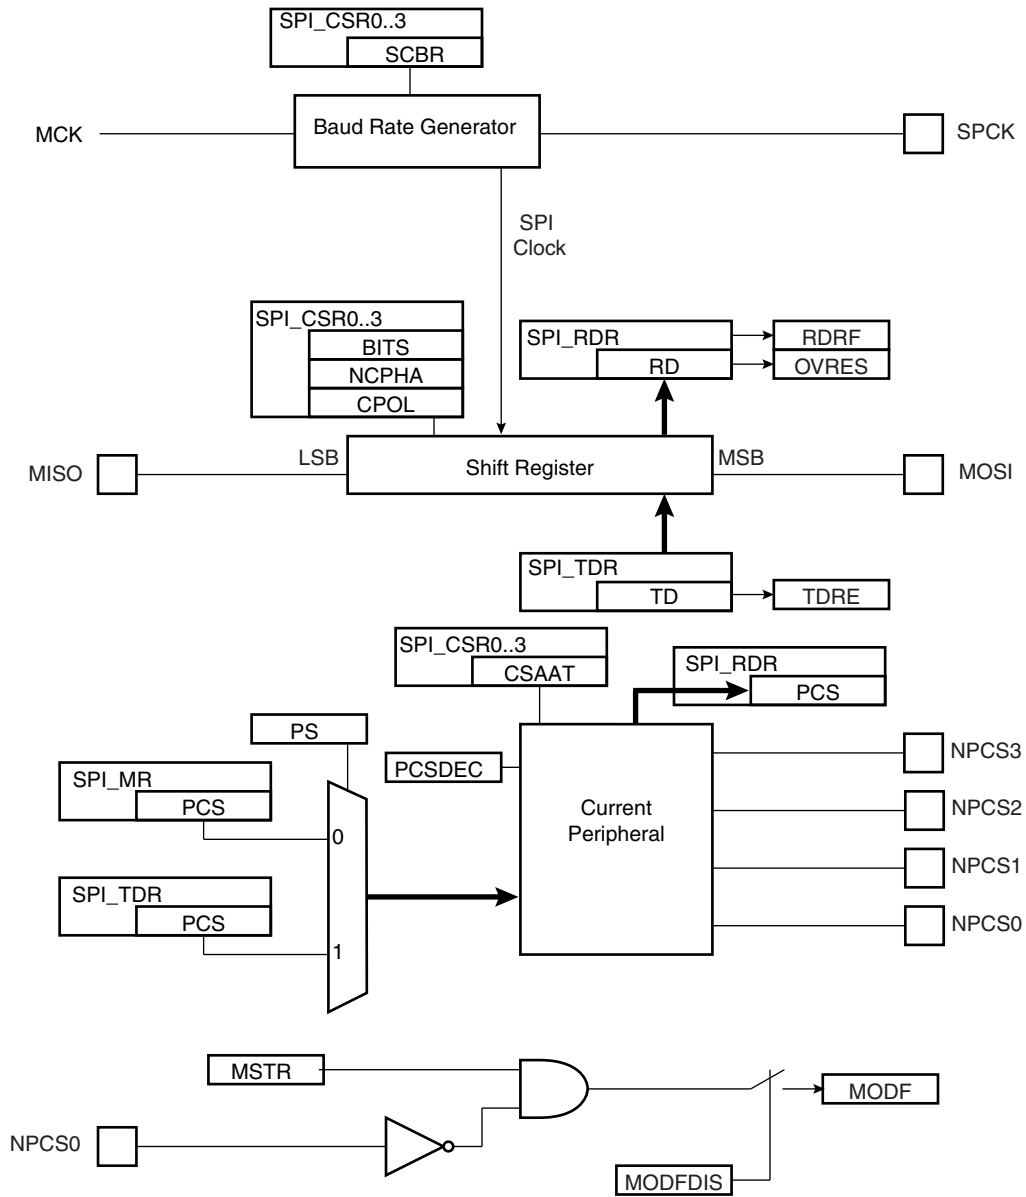 SPI_CSR0..3
SCBR
MCK
Baud Rate Generator
SPCK
SPI
Clock
SPI_CSR0..3
BITS
NCPHA
CPOL
SPI_RDR
RD
RDRF
OVRES
MISO
LSB
Shift Register
MSB
MOSI
SPI_TDR
TD
TDRE
SPI_CSR0..3
CSAAT
SPI_RDR
PCS
PS
PCSDEC
SPI_MR
PCS
0
SPI_TDR
PCS
1
Current
Peripheral
NPCS3
NPCS2
NPCS1
NPCS0
MSTR
MODF
NPCS0
MODFDIS